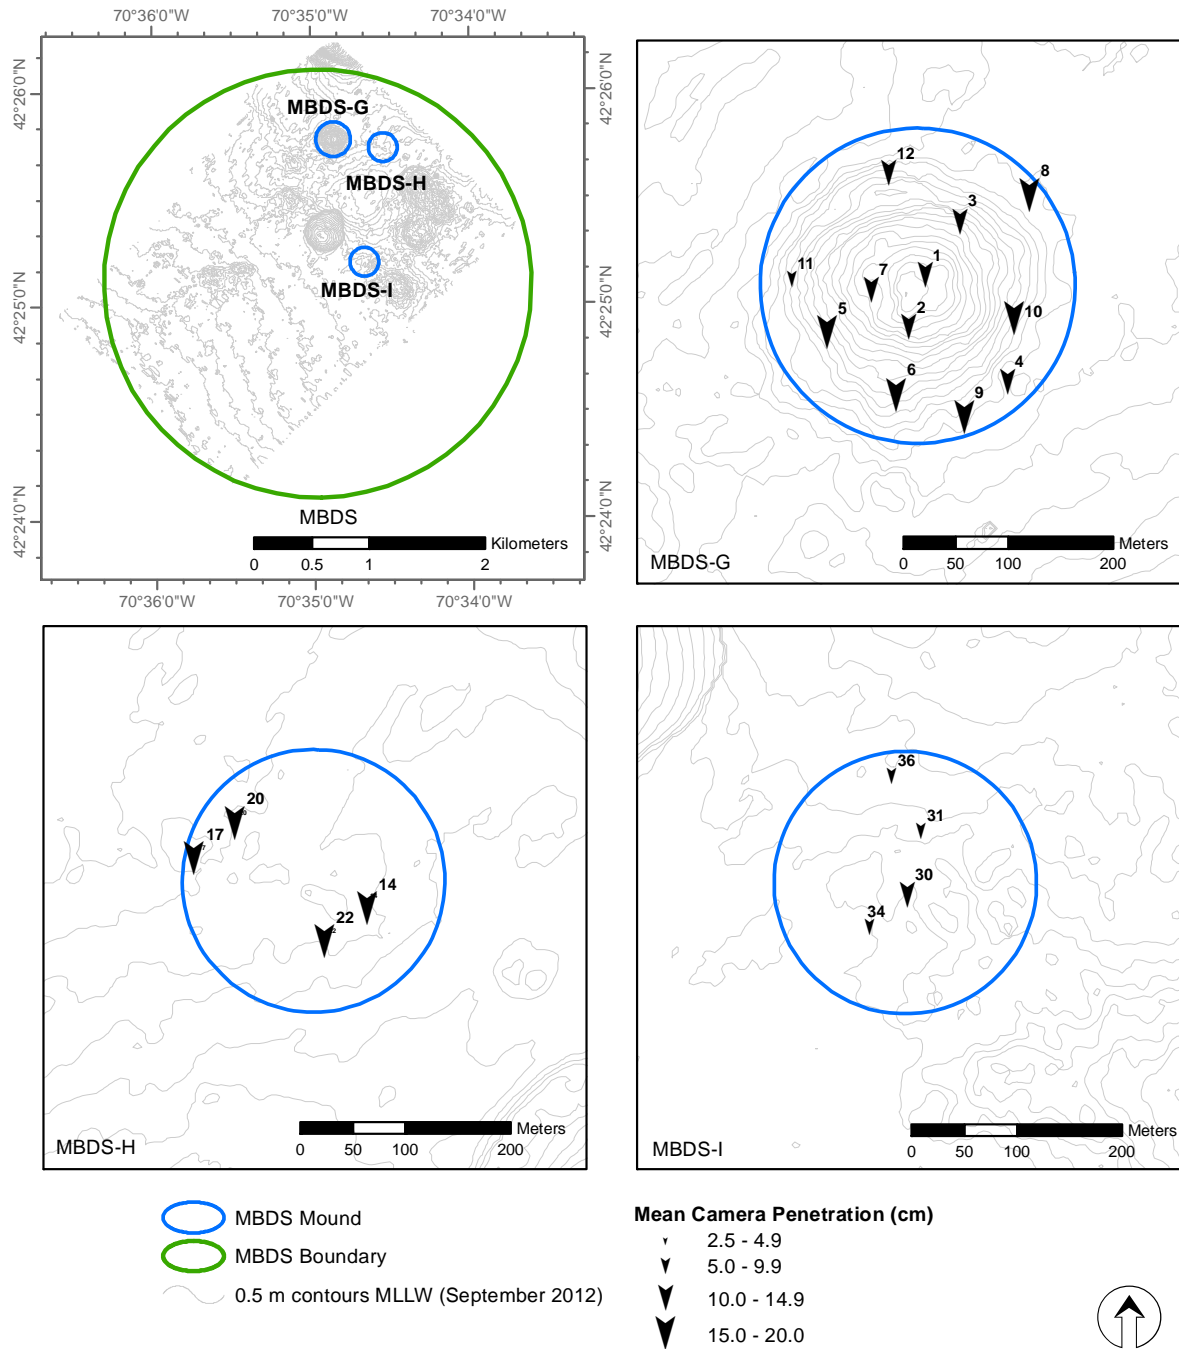 70°36'0"W 70°35'0"W 70°34'0"W
42°26'0"N 42°26'0"N
MBDS-G
MBDS-H
MBDS-I
42°25'0"N 42°25'0"N
42°24'0"N 42°24'0"N
MBDS
Kilometers
0 0.5 1 2
70°36'0"W 70°35'0"W 70°34'0"W
12
8
3
11 7 1
5 2 10
6 4
9
Meters
0 50 100 200
MBDS-G
20
17
14
22
Meters
0 50 100 200
MBDS-H
36
31
30
34
Meters
0 50 100 200
MBDS-I
MBDS Mound
MBDS Boundary
0.5 m contours MLLW (September 2012)
Mean Camera Penetration (cm)
2.5 - 4.9
5.0 - 9.9
10.0 - 14.9
15.0 - 20.0